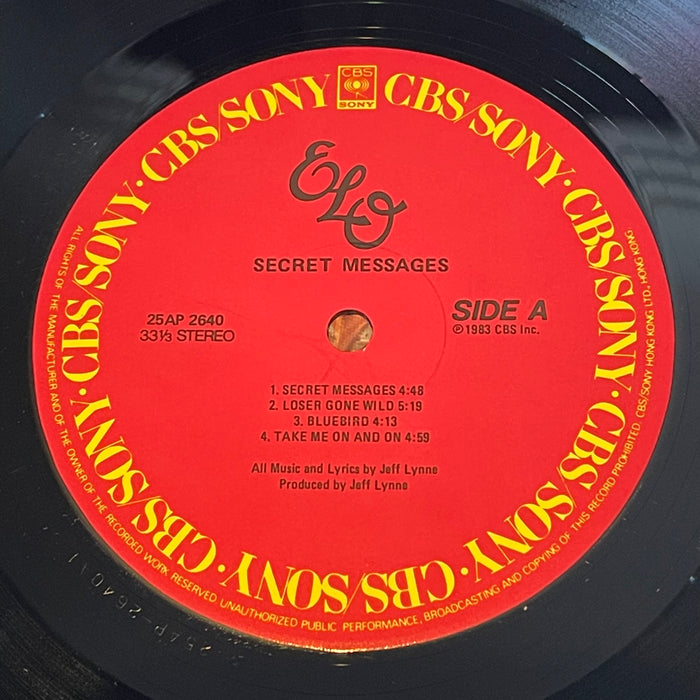 CBS
SONY
CBS/SONY · CBS/SONY · CBS/SONY · CBS/SONY · CBS/SONY · CBS/SONY · CBS/SONY · CBS/SONY
ELO
SECRET MESSAGES
25AP 2640
33⅓ STEREO
SIDE A
℗1983 CBS Inc.
1. SECRET MESSAGES 4:48
2. LOSER GONE WILD 5:19
3. BLUEBIRD 4:13
4. TAKE ME ON AND ON 4:59
All Music and Lyrics by Jeff Lynne
Produced by Jeff Lynne
ALL RIGHTS OF THE MANUFACTURER AND OF THE OWNER OF THE RECORDED WORK RESERVED. UNAUTHORIZED PUBLIC PERFORMANCE, BROADCASTING AND COPYING OF THIS RECORD PROHIBITED. CBS/SONY HONG KONG LTD., HONG KONG.